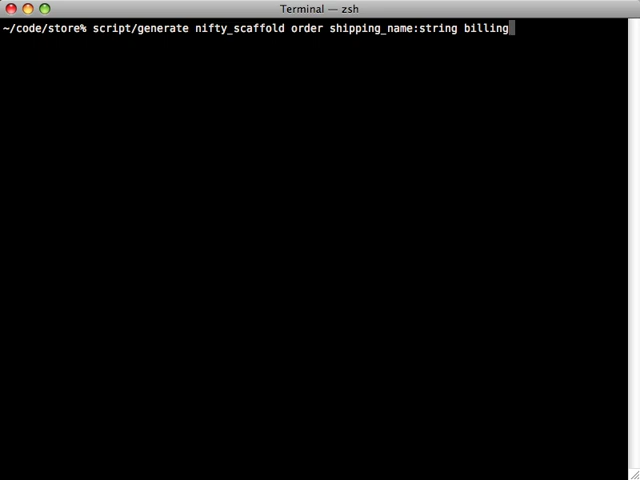 Terminal — zsh
~/code/store% script/generate nifty_scaffold order shipping_name:string billing